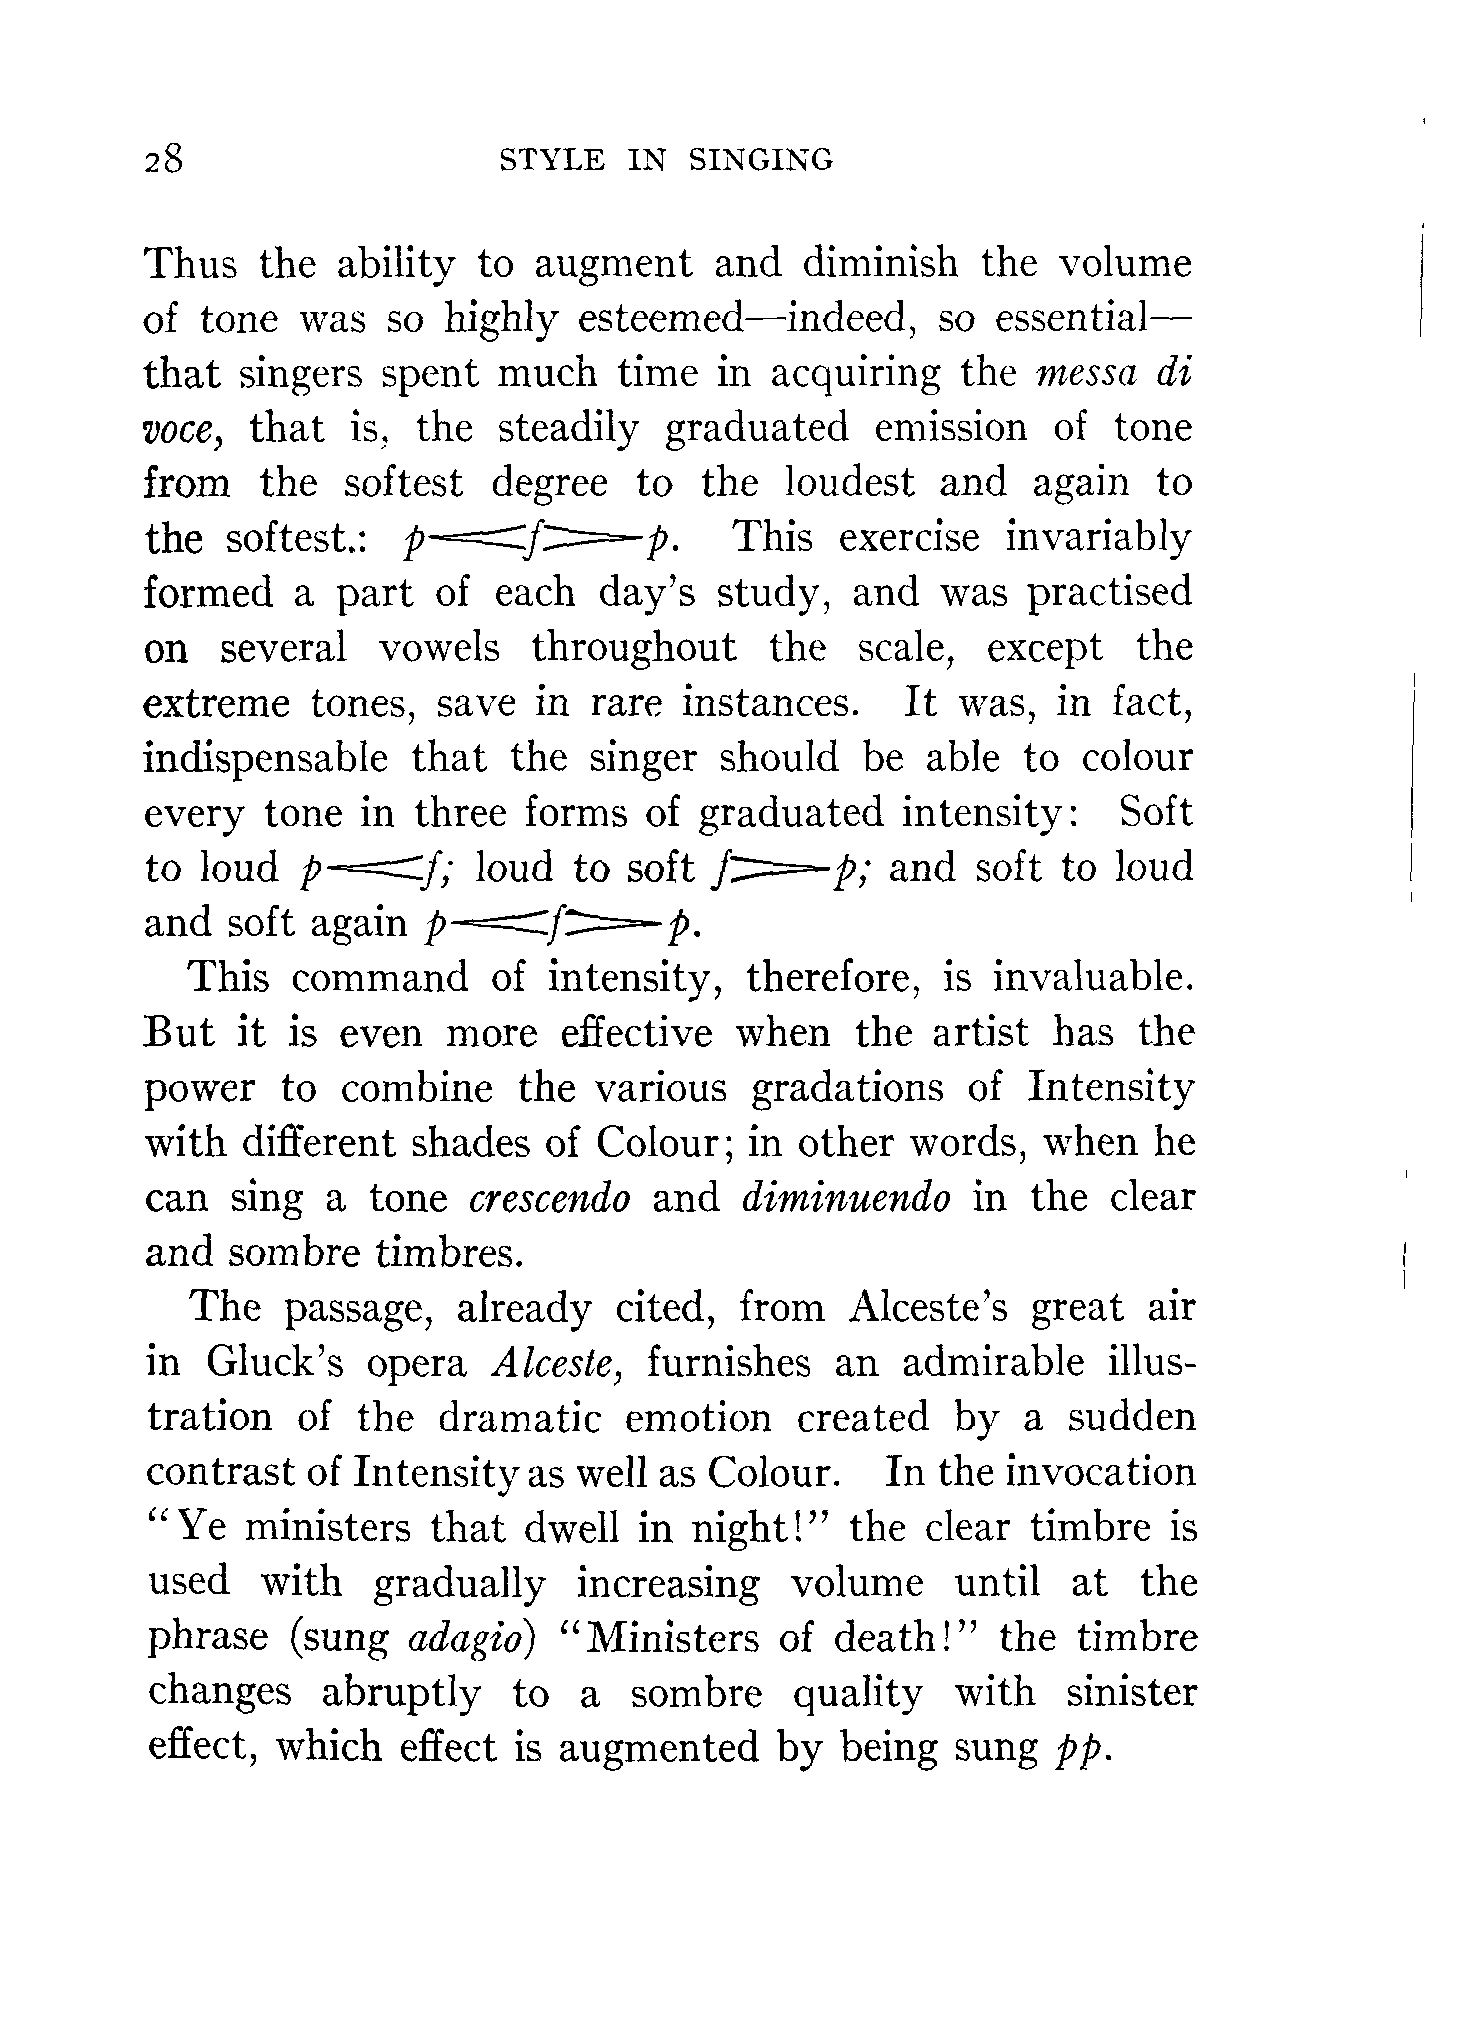 28 STYLE IN SINGING
Thus the ability to augment and diminish the volume
of tone was so highly esteemed—indeed, so essential—
that singers spent much time in acquiring the messa di
voce, that is, the steadily graduated emission of tone
from the softest degree to the loudest and again to
the softest.: p<f>p. This exercise invariably
formed a part of each day's study, and was practised
on several vowels throughout the scale, except the
extreme tones, save in rare instances. It was, in fact,
indispensable that the singer should be able to colour
every tone in three forms of graduated intensity: Soft
to loud p<f; loud to soft f>p; and soft to loud
and soft again p<f>p.
This command of intensity, therefore, is invaluable.
But it is even more effective when the artist has the
power to combine the various gradations of Intensity
with different shades of Colour; in other words, when he
can sing a tone crescendo and diminuendo in the clear
and sombre timbres.
The passage, already cited, from Alceste's great air
in Gluck's opera Alceste, furnishes an admirable illus-
tration of the dramatic emotion created by a sudden
contrast of Intensity as well as Colour. In the invocation
"Ye ministers that dwell in night!" the clear timbre is
used with gradually increasing volume until at the
phrase (sung adagio) "Ministers of death!" the timbre
changes abruptly to a sombre quality with sinister
effect, which effect is augmented by being sung pp.